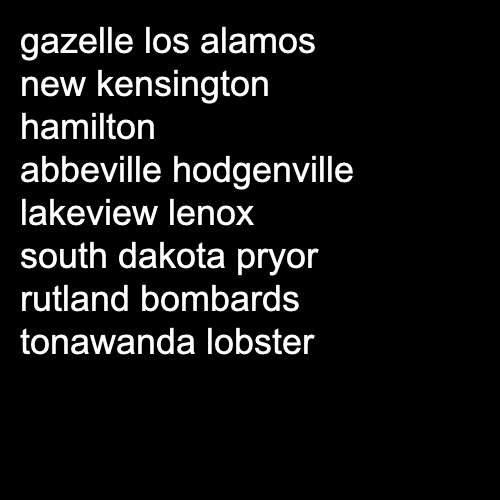 gazelle los alamos
new kensington
hamilton
abbeville hodgenville
lakeview lenox
south dakota pryor
rutland bombards
tonawanda lobster